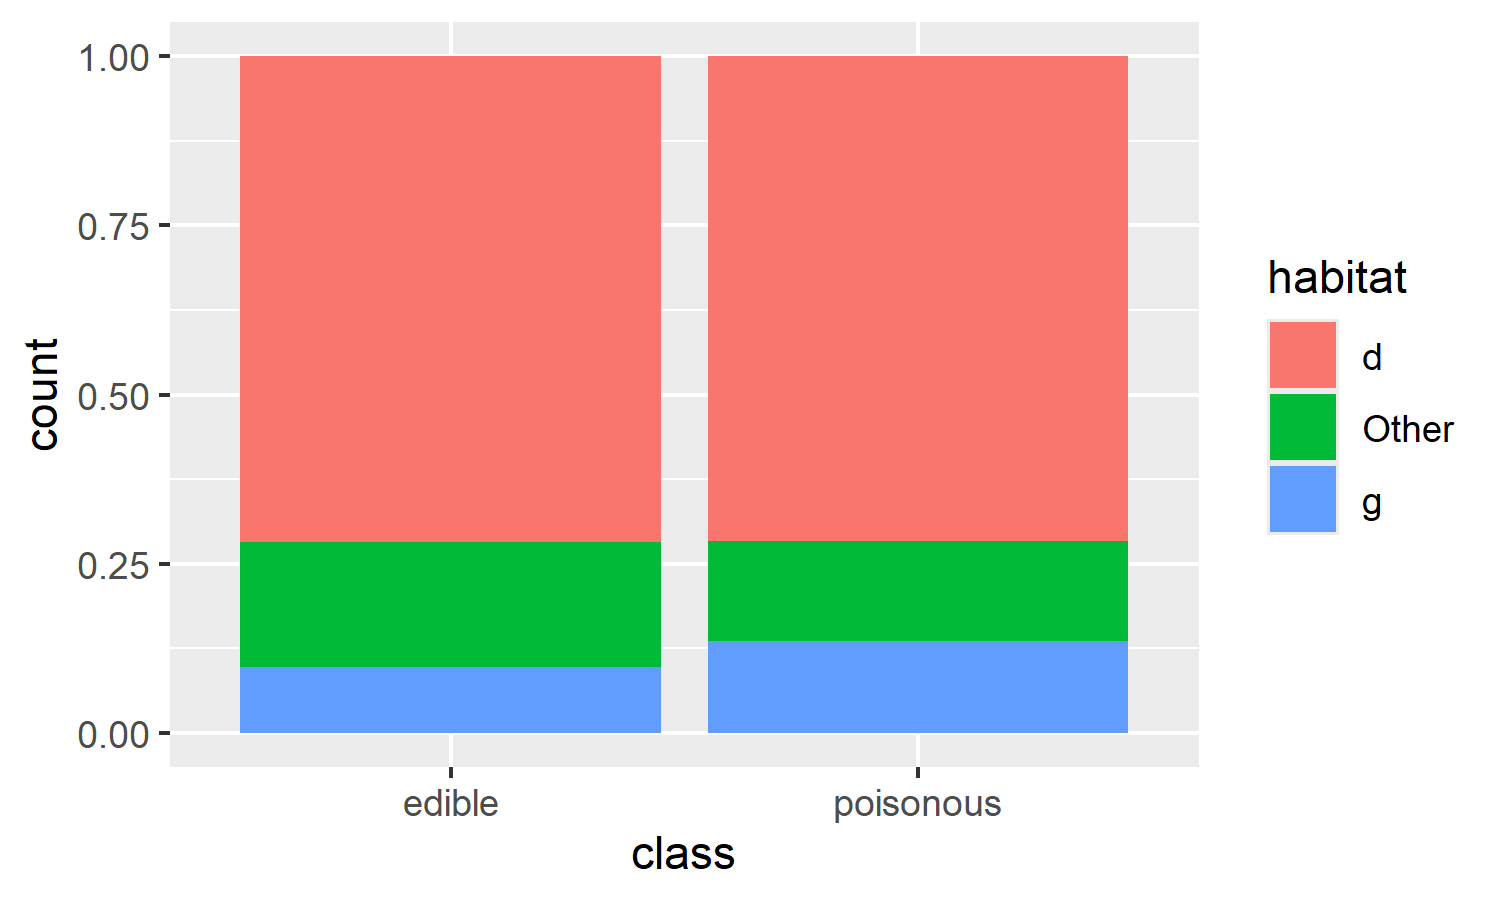 1.00
0.75
0.50
0.25
0.00
count
edible
poisonous
class
habitat
d
Other
g